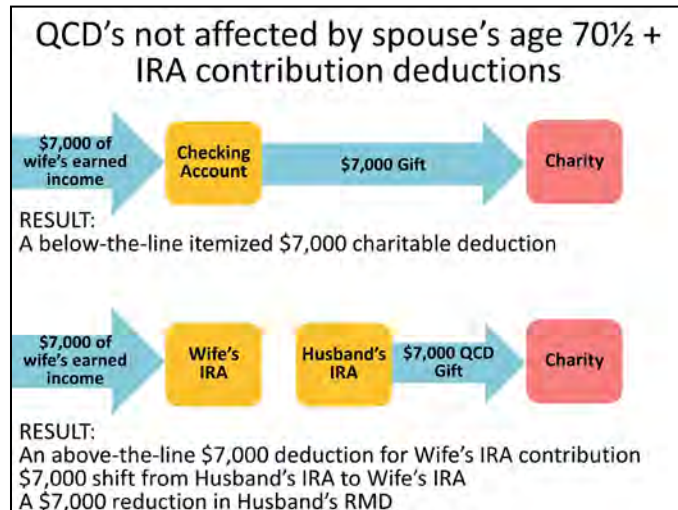 QCD’s not affected by spouse’s age 70½ +
IRA contribution deductions
$7,000 of
wife’s earned
income
Checking
Account
$7,000 Gift
Charity
RESULT:
A below-the-line itemized $7,000 charitable deduction
$7,000 of
wife’s earned
income
Wife’s
IRA
Husband’s
IRA
$7,000 QCD
Gift
Charity
RESULT:
An above-the-line $7,000 deduction for Wife’s IRA contribution
$7,000 shift from Husband’s IRA to Wife’s IRA
A $7,000 reduction in Husband’s RMD